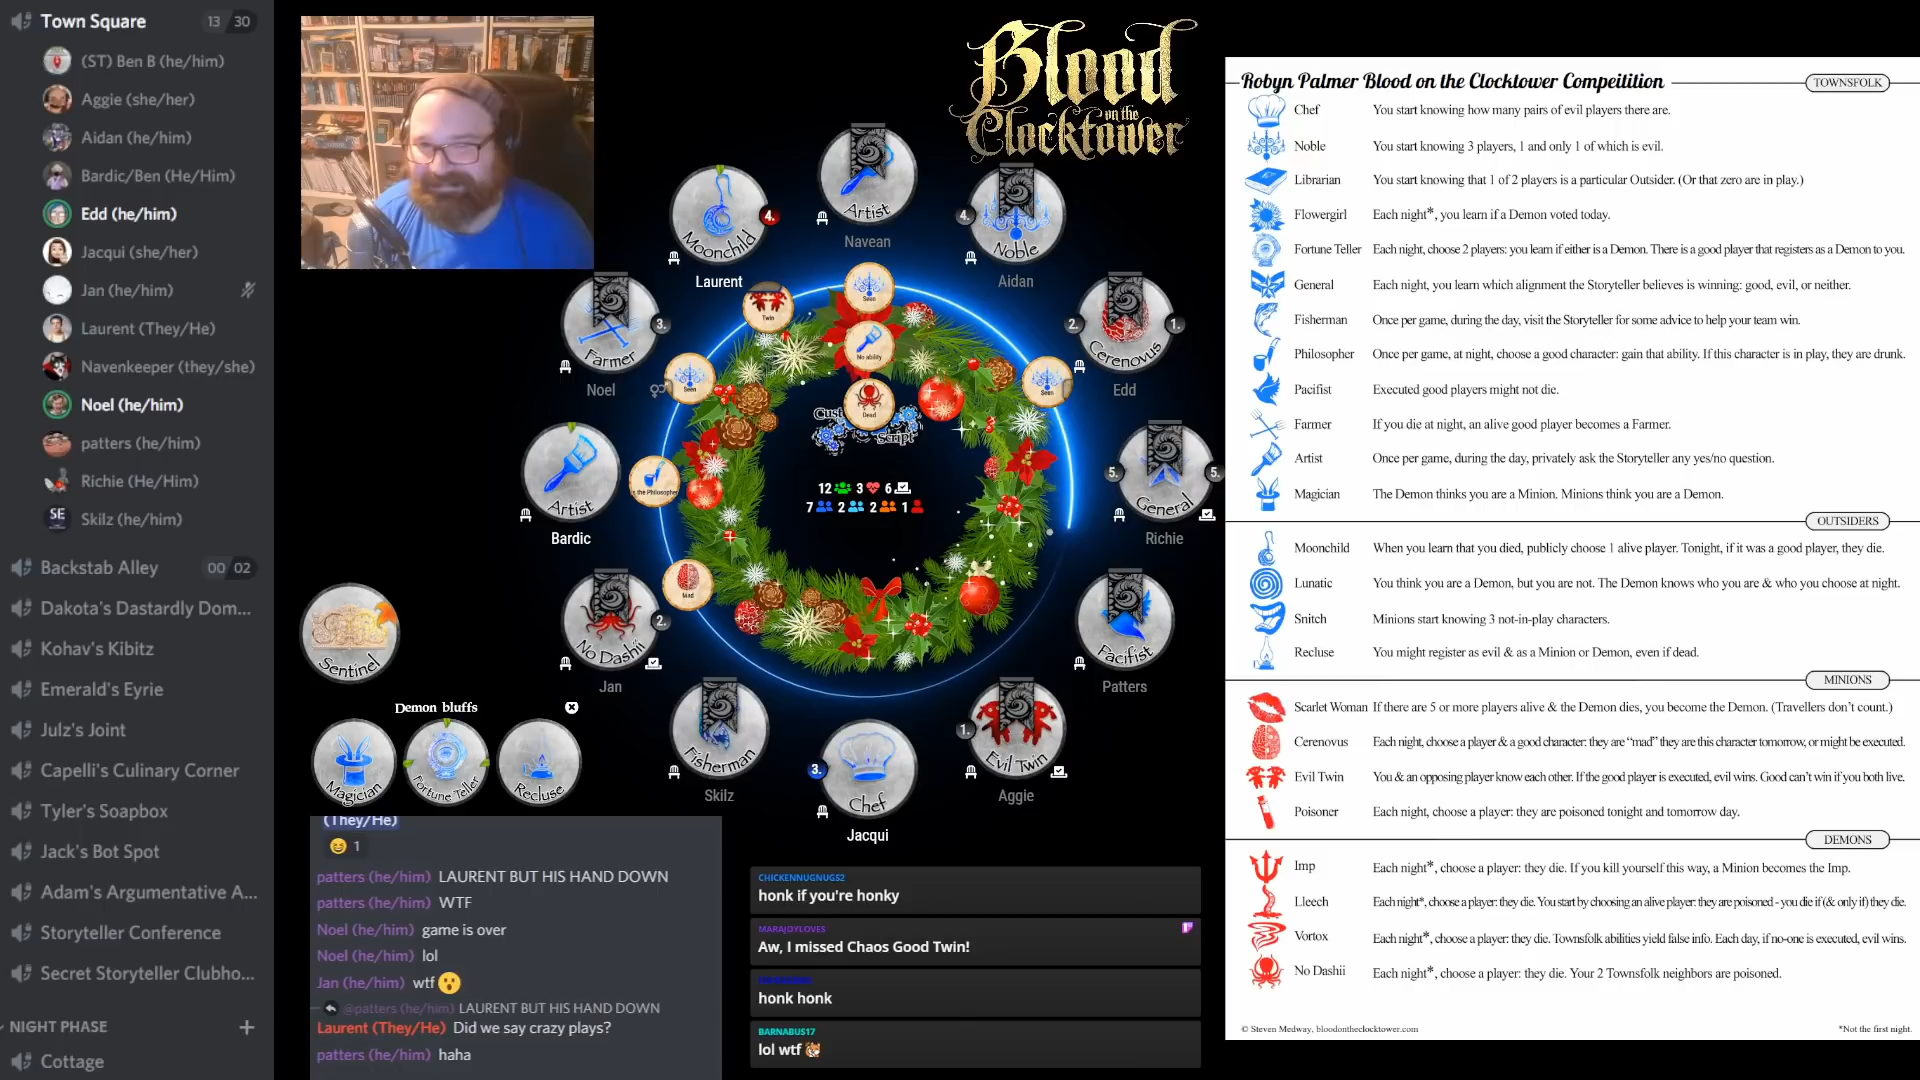 Town Square 13 30
(ST) Ben B (he/him)
Aggie (she/her)
Aidan (he/him)
Bardic/Ben (He/Him)
Edd (he/him)
Jacqui (she/her)
Jan (he/him)
Laurent (They/He)
Navenkeeper (they/she)
Noel (he/him)
patters (he/him)
Richie (He/Him)
SE Skilz (he/him)
Backstab Alley 00 02
Dakota's Dastardly Dom...
Kohav's Kibitz
Emerald's Eyrie
Julz's Joint
Capelli's Culinary Corner
Tyler's Soapbox
Jack's Bot Spot
Adam's Argumentative A...
Storyteller Conference
Secret Storyteller Clubho...
NIGHT PHASE +
Cottage
Blood
on the
Clocktower
Artist
Navean
Moonchild
4.
Laurent
4.
Noble
Aidan
Farmer
3.
Noel
2.
1.
Cerenovus
Edd
Artist
Bardic
5.
5.
General
Richie
No Dashii
2.
Jan
Pacifist
Patters
Fisherman
Skilz
3.
Chef
Jacqui
1.
Evil Twin
Aggie
Seen
Twin
No ability
Seen
Seen
Dead
Custom
Script
s the Philosopher
Mad
12 3 6
7 2 2 1
Sentinel
Demon bluffs
Magician
Fortune Teller
Recluse
(They/He)
1
patters (he/him) LAURENT BUT HIS HAND DOWN
patters (he/him) WTF
Noel (he/him) game is over
Noel (he/him) lol
Jan (he/him) wtf 😮
@patters (he/him) LAURENT BUT HIS HAND DOWN
Laurent (They/He) Did we say crazy plays?
patters (he/him) haha
CHICKENNUGNUGS2
honk if you're honky
MARAJOYLOVES
Aw, I missed Chaos Good Twin!
honk honk
BARNABUS17
lol wtf 🐹
Robyn Palmer Blood on the Clocktower Compeitition
TOWNSFOLK
Chef You start knowing how many pairs of evil players there are.
Noble You start knowing 3 players, 1 and only 1 of which is evil.
Librarian You start knowing that 1 of 2 players is a particular Outsider. (Or that zero are in play.)
Flowergirl Each night*, you learn if a Demon voted today.
Fortune Teller Each night, choose 2 players: you learn if either is a Demon. There is a good player that registers as a Demon to you.
General Each night, you learn which alignment the Storyteller believes is winning: good, evil, or neither.
Fisherman Once per game, during the day, visit the Storyteller for some advice to help your team win.
Philosopher Once per game, at night, choose a good character: gain that ability. If this character is in play, they are drunk.
Pacifist Executed good players might not die.
Farmer If you die at night, an alive good player becomes a Farmer.
Artist Once per game, during the day, privately ask the Storyteller any yes/no question.
Magician The Demon thinks you are a Minion. Minions think you are a Demon.
OUTSIDERS
Moonchild When you learn that you died, publicly choose 1 alive player. Tonight, if it was a good player, they die.
Lunatic You think you are a Demon, but you are not. The Demon knows who you are & who you choose at night.
Snitch Minions start knowing 3 not-in-play characters.
Recluse You might register as evil & as a Minion or Demon, even if dead.
MINIONS
Scarlet Woman If there are 5 or more players alive & the Demon dies, you become the Demon. (Travellers don't count.)
Cerenovus Each night, choose a player & a good character: they are “mad” they are this character tomorrow, or might be executed.
Evil Twin You & an opposing player know each other. If the good player is executed, evil wins. Good can't win if you both live.
Poisoner Each night, choose a player: they are poisoned tonight and tomorrow day.
DEMONS
Imp Each night*, choose a player: they die. If you kill yourself this way, a Minion becomes the Imp.
Lleech Each night*, choose a player: they die. You start by choosing an alive player: they are poisoned - you die if (& only if) they die.
Vortox Each night*, choose a player: they die. Townsfolk abilities yield false info. Each day, if no-one is executed, evil wins.
No Dashii Each night*, choose a player: they die. Your 2 Townsfolk neighbors are poisoned.
© Steven Medway, bloodontheclocktower.com
*Not the first night.